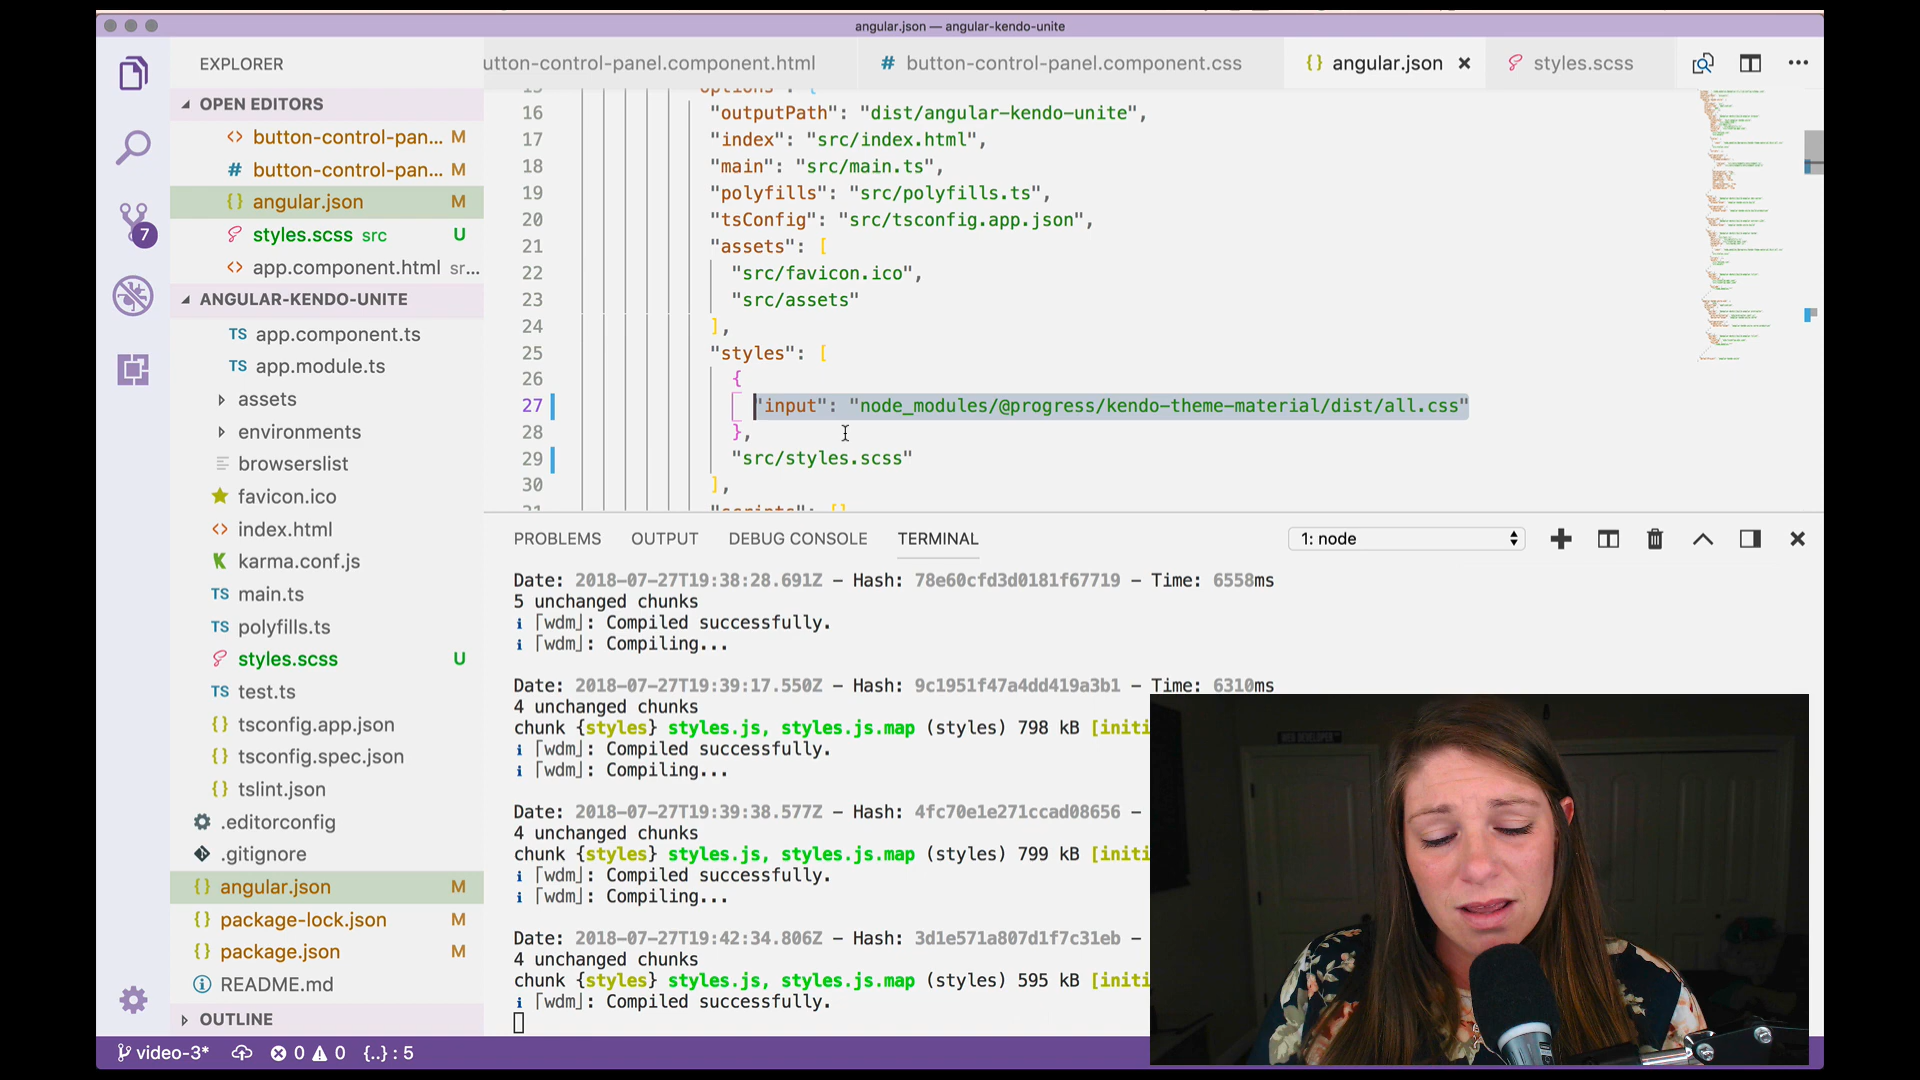 angular.json — angular-kendo-unite
EXPLORER
OPEN EDITORS
button-control-pan... M
button-control-pan... M
angular.json M
styles.scss src U
app.component.html sr...
ANGULAR-KENDO-UNITE
TS app.component.ts
TS app.module.ts
assets
environments
browserslist
favicon.ico
index.html
karma.conf.js
TS main.ts
TS polyfills.ts
styles.scss U
TS test.ts
{} tsconfig.app.json
{} tsconfig.spec.json
{} tslint.json
.editorconfig
.gitignore
{} angular.json M
{} package-lock.json M
{} package.json M
README.md
OUTLINE
7
utton-control-panel.component.html
# button-control-panel.component.css
{} angular.json
styles.scss
16 "outputPath": "dist/angular-kendo-unite",
17 "index": "src/index.html",
18 "main": "src/main.ts",
19 "polyfills": "src/polyfills.ts",
20 "tsConfig": "src/tsconfig.app.json",
21 "assets": [
22 "src/favicon.ico",
23 "src/assets"
24 ],
25 "styles": [
26 {
27 "input": "node_modules/@progress/kendo-theme-material/dist/all.css"
28 },
29 "src/styles.scss"
30 ],
PROBLEMS OUTPUT DEBUG CONSOLE TERMINAL
1: node
Date: 2018-07-27T19:38:28.691Z - Hash: 78e60cfd3d0181f67719 - Time: 6558ms
5 unchanged chunks
i ｢wdm｣: Compiled successfully.
i ｢wdm｣: Compiling...
Date: 2018-07-27T19:39:17.550Z - Hash: 9c1951f47a4dd419a3b1 - Time: 6310ms
4 unchanged chunks
chunk {styles} styles.js, styles.js.map (styles) 798 kB [initi
i ｢wdm｣: Compiled successfully.
i ｢wdm｣: Compiling...
Date: 2018-07-27T19:39:38.577Z - Hash: 4fc70e1e271ccad08656 -
4 unchanged chunks
chunk {styles} styles.js, styles.js.map (styles) 799 kB [initi
i ｢wdm｣: Compiled successfully.
i ｢wdm｣: Compiling...
Date: 2018-07-27T19:42:34.806Z - Hash: 3d1e571a807d1f7c31eb -
4 unchanged chunks
chunk {styles} styles.js, styles.js.map (styles) 595 kB [initi
i ｢wdm｣: Compiled successfully.
video-3* 0 0 {..} : 5